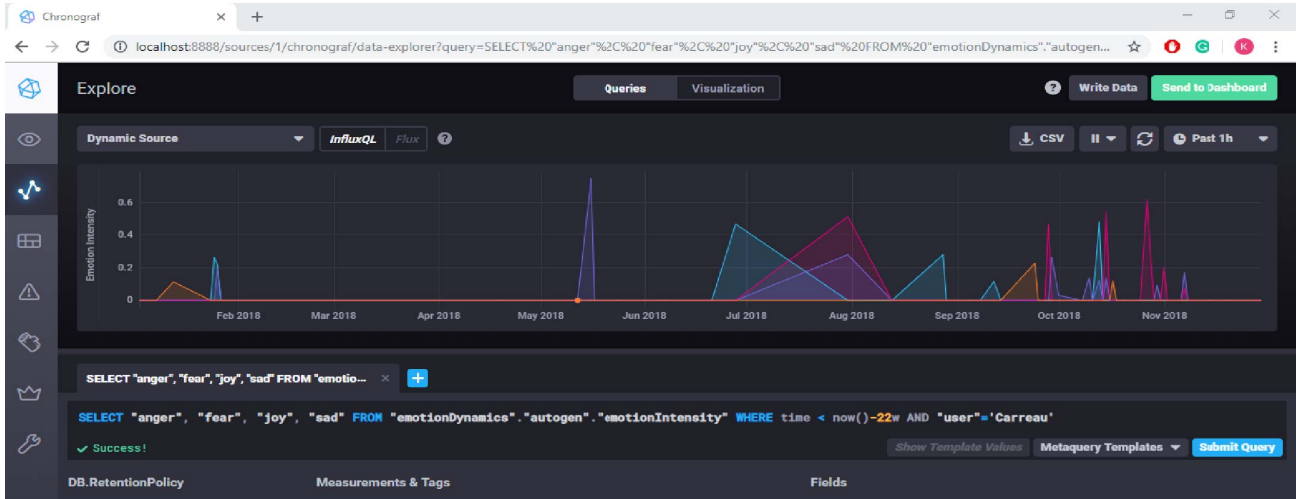 Chronograf
localhost:8888/sources/1/chronograf/data-explorer?query=SELECT%20"anger"%2C%20"fear"%2C%20"joy"%2C%20"sad"%20FROM%20"emotionDynamics"."autogen...
K
Explore
Queries Visualization
? Write Data Send to Dashboard
Dynamic Source InfluxQL Flux ? CSV Past 1h
Emotion Intensity
0.6
0.4
0.2
0
Feb 2018 Mar 2018 Apr 2018 May 2018 Jun 2018 Jul 2018 Aug 2018 Sep 2018 Oct 2018 Nov 2018
SELECT "anger", "fear", "joy", "sad" FROM "emotio...
SELECT "anger", "fear", "joy", "sad" FROM "emotionDynamics"."autogen"."emotionIntensity" WHERE time < now()-22w AND "user"='Carreau'
Success!
Show Template Values Metaquery Templates Submit Query
DB.RetentionPolicy Measurements & Tags Fields